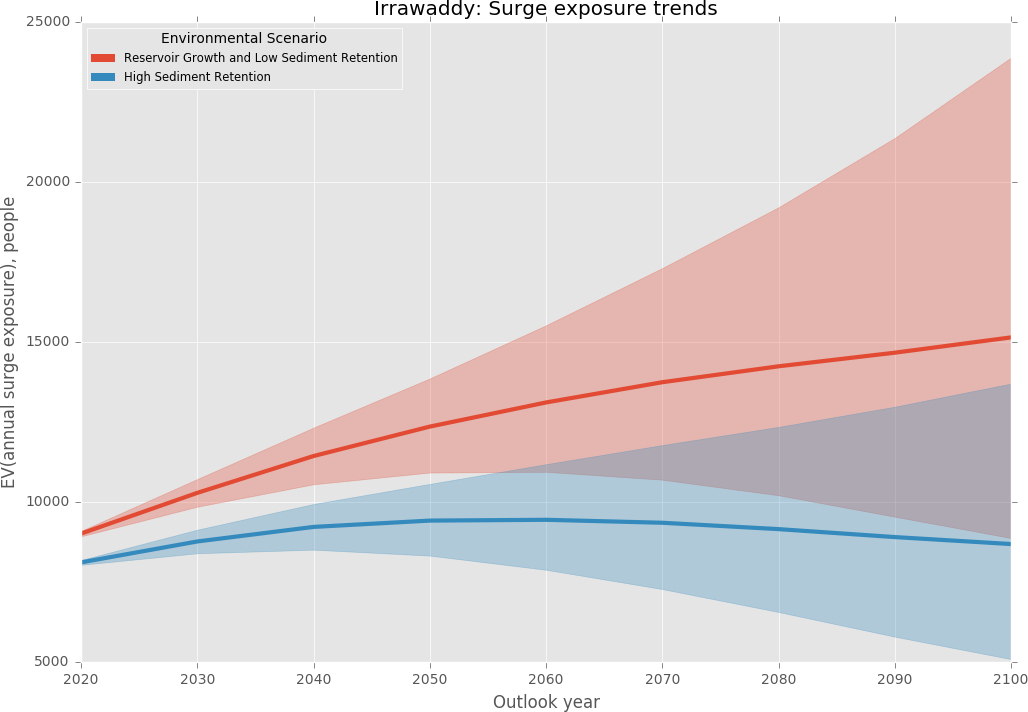 Irrawaddy: Surge exposure trends
25000
Environmental Scenario
Reservoir Growth and Low Sediment Retention
High Sediment Retention
20000
15000
10000
5000
EV(annual surge exposure), people
2020 2030 2040 2050 2060 2070 2080 2090 2100
Outlook year